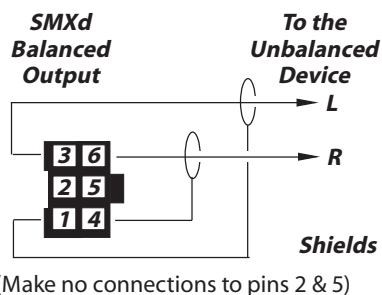 SMXd
Balanced
Output
To the
Unbalanced
Device
L
3 6
R
2 5
1 4
Shields
(Make no connections to pins 2 & 5)